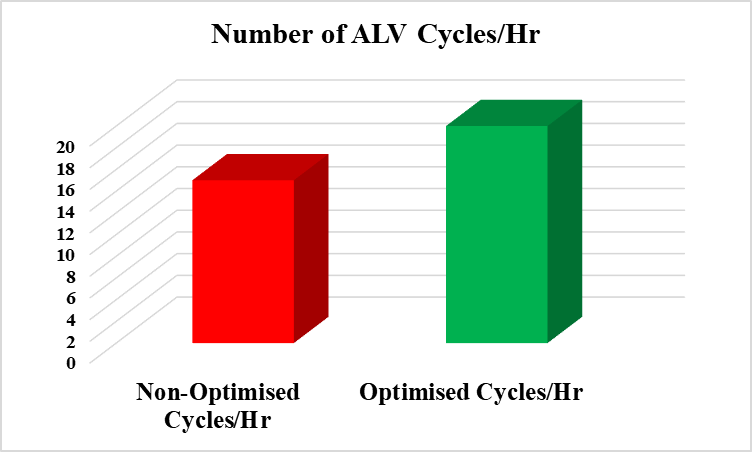 Number of ALV Cycles/Hr
20
18
16
14
12
10
8
6
4
2
0
Non-Optimised
Cycles/Hr
Optimised Cycles/Hr